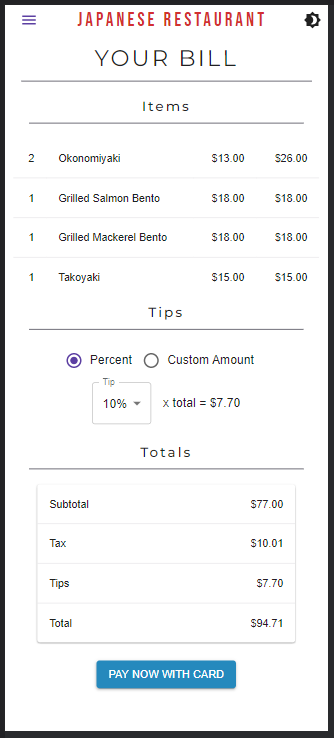 JAPANESE RESTAURANT
YOUR BILL
Items
2 Okonomiyaki $13.00 $26.00
1 Grilled Salmon Bento $18.00 $18.00
1 Grilled Mackerel Bento $18.00 $18.00
1 Takoyaki $15.00 $15.00
Tips
Percent Custom Amount
Tip
10% x total = $7.70
Totals
Subtotal $77.00
Tax $10.01
Tips $7.70
Total $94.71
PAY NOW WITH CARD